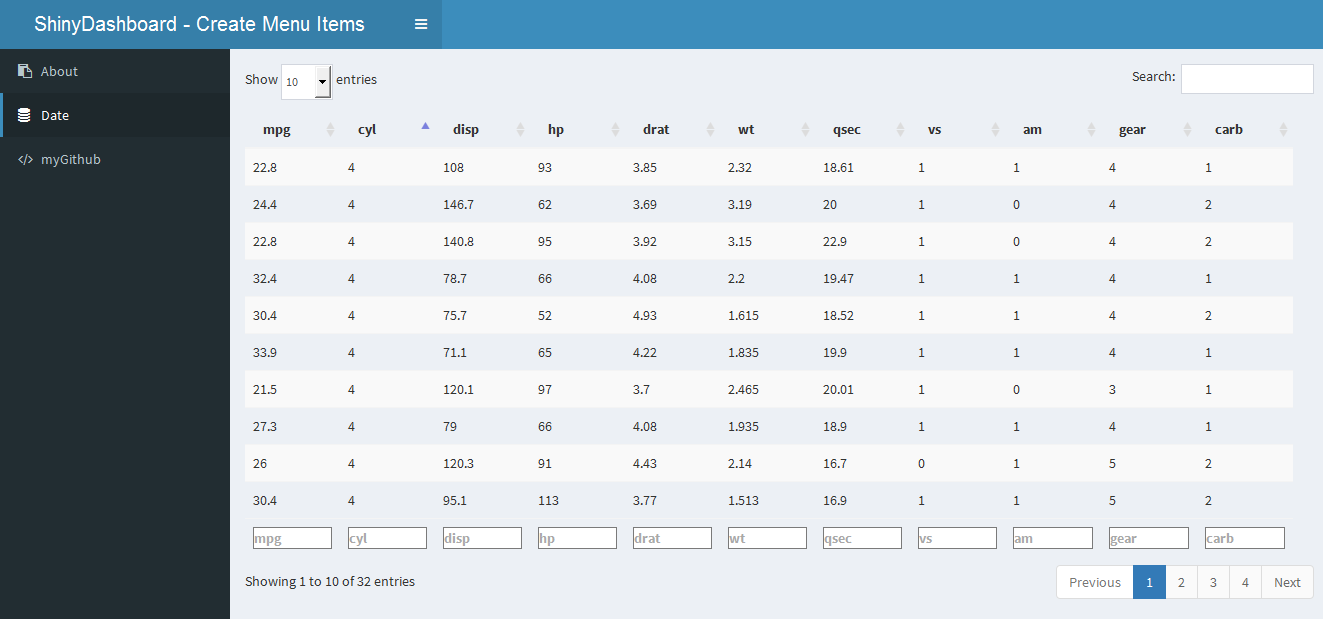 ShinyDashboard - Create Menu Items
About
Date
myGithub
Show 10 entries Search:
mpg cyl disp hp drat wt qsec vs am gear carb
22.8 4 108 93 3.85 2.32 18.61 1 1 4 1
24.4 4 146.7 62 3.69 3.19 20 1 0 4 2
22.8 4 140.8 95 3.92 3.15 22.9 1 0 4 2
32.4 4 78.7 66 4.08 2.2 19.47 1 1 4 1
30.4 4 75.7 52 4.93 1.615 18.52 1 1 4 2
33.9 4 71.1 65 4.22 1.835 19.9 1 1 4 1
21.5 4 120.1 97 3.7 2.465 20.01 1 0 3 1
27.3 4 79 66 4.08 1.935 18.9 1 1 4 1
26 4 120.3 91 4.43 2.14 16.7 0 1 5 2
30.4 4 95.1 113 3.77 1.513 16.9 1 1 5 2
mpg cyl disp hp drat wt qsec vs am gear carb
Showing 1 to 10 of 32 entries Previous 1 2 3 4 Next